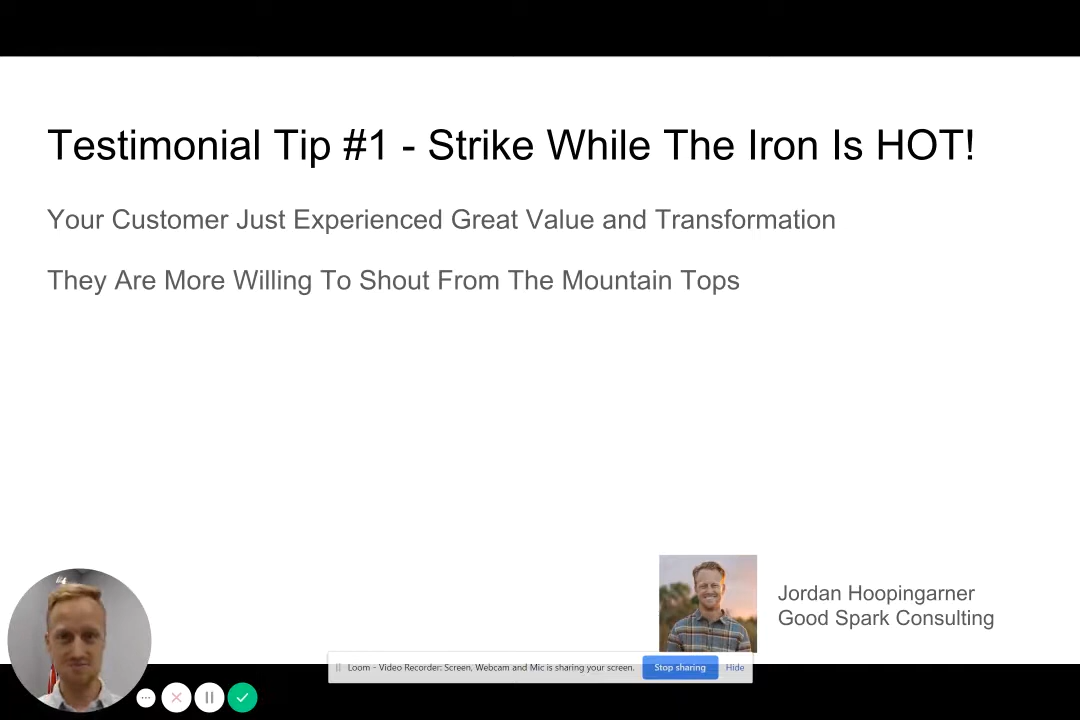 Testimonial Tip #1 - Strike While The Iron Is HOT!
Your Customer Just Experienced Great Value and Transformation
They Are More Willing To Shout From The Mountain Tops
Jordan Hoopingarner
Good Spark Consulting
Loom – Video Recorder: Screen, Webcam and Mic is sharing your screen.
Stop sharing
Hide